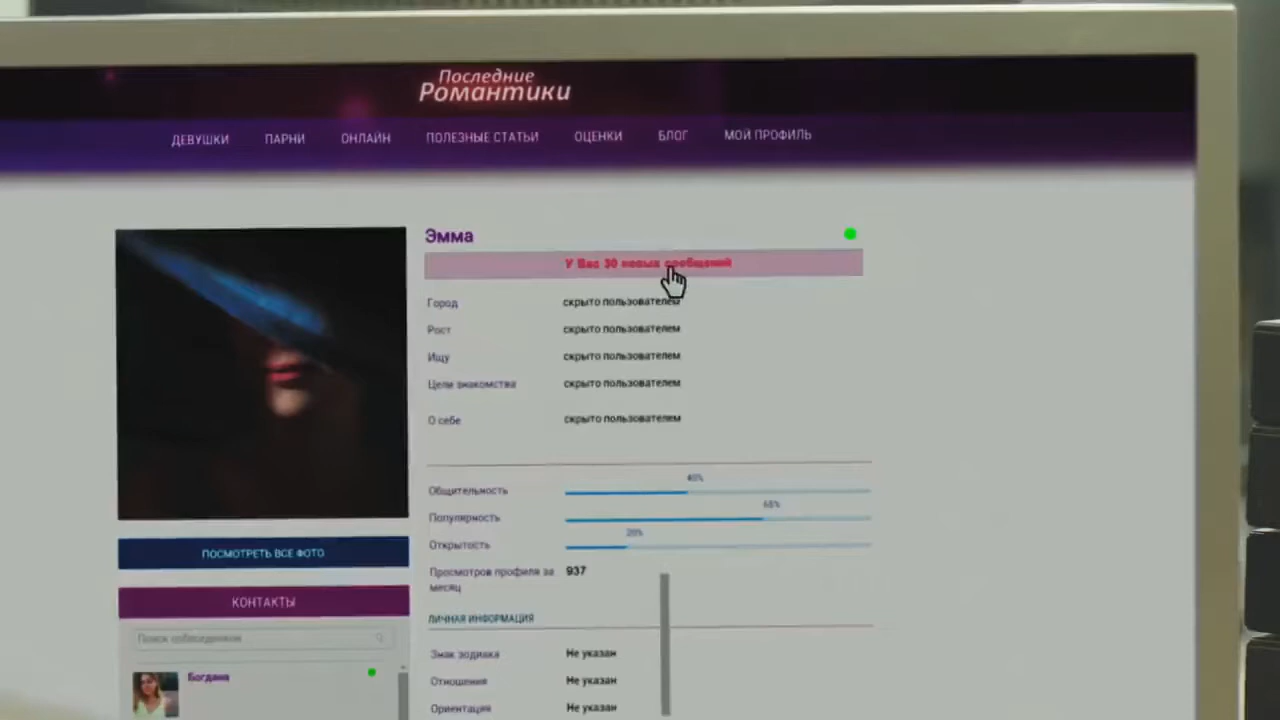 Последние
Романтики
ДЕВУШКИ ПАРНИ ОНЛАЙН ПОЛЕЗНЫЕ СТАТЬИ ОЦЕНКИ БЛОГ МОЙ ПРОФИЛЬ
Эмма
У Вас 30 новых сообщений
Город скрыто пользователем
Рост скрыто пользователем
Ищу скрыто пользователем
Цели знакомства скрыто пользователем
О себе скрыто пользователем
40%
Общительность
65%
Популярность
20%
Открытость
Просмотров профиля за месяц 937
ЛИЧНАЯ ИНФОРМАЦИЯ
Знак зодиака Не указан
Отношения Не указан
Ориентация Не указан
ПОСМОТРЕТЬ ВСЕ ФОТО
КОНТАКТЫ
Поиск собеседников
Богдана